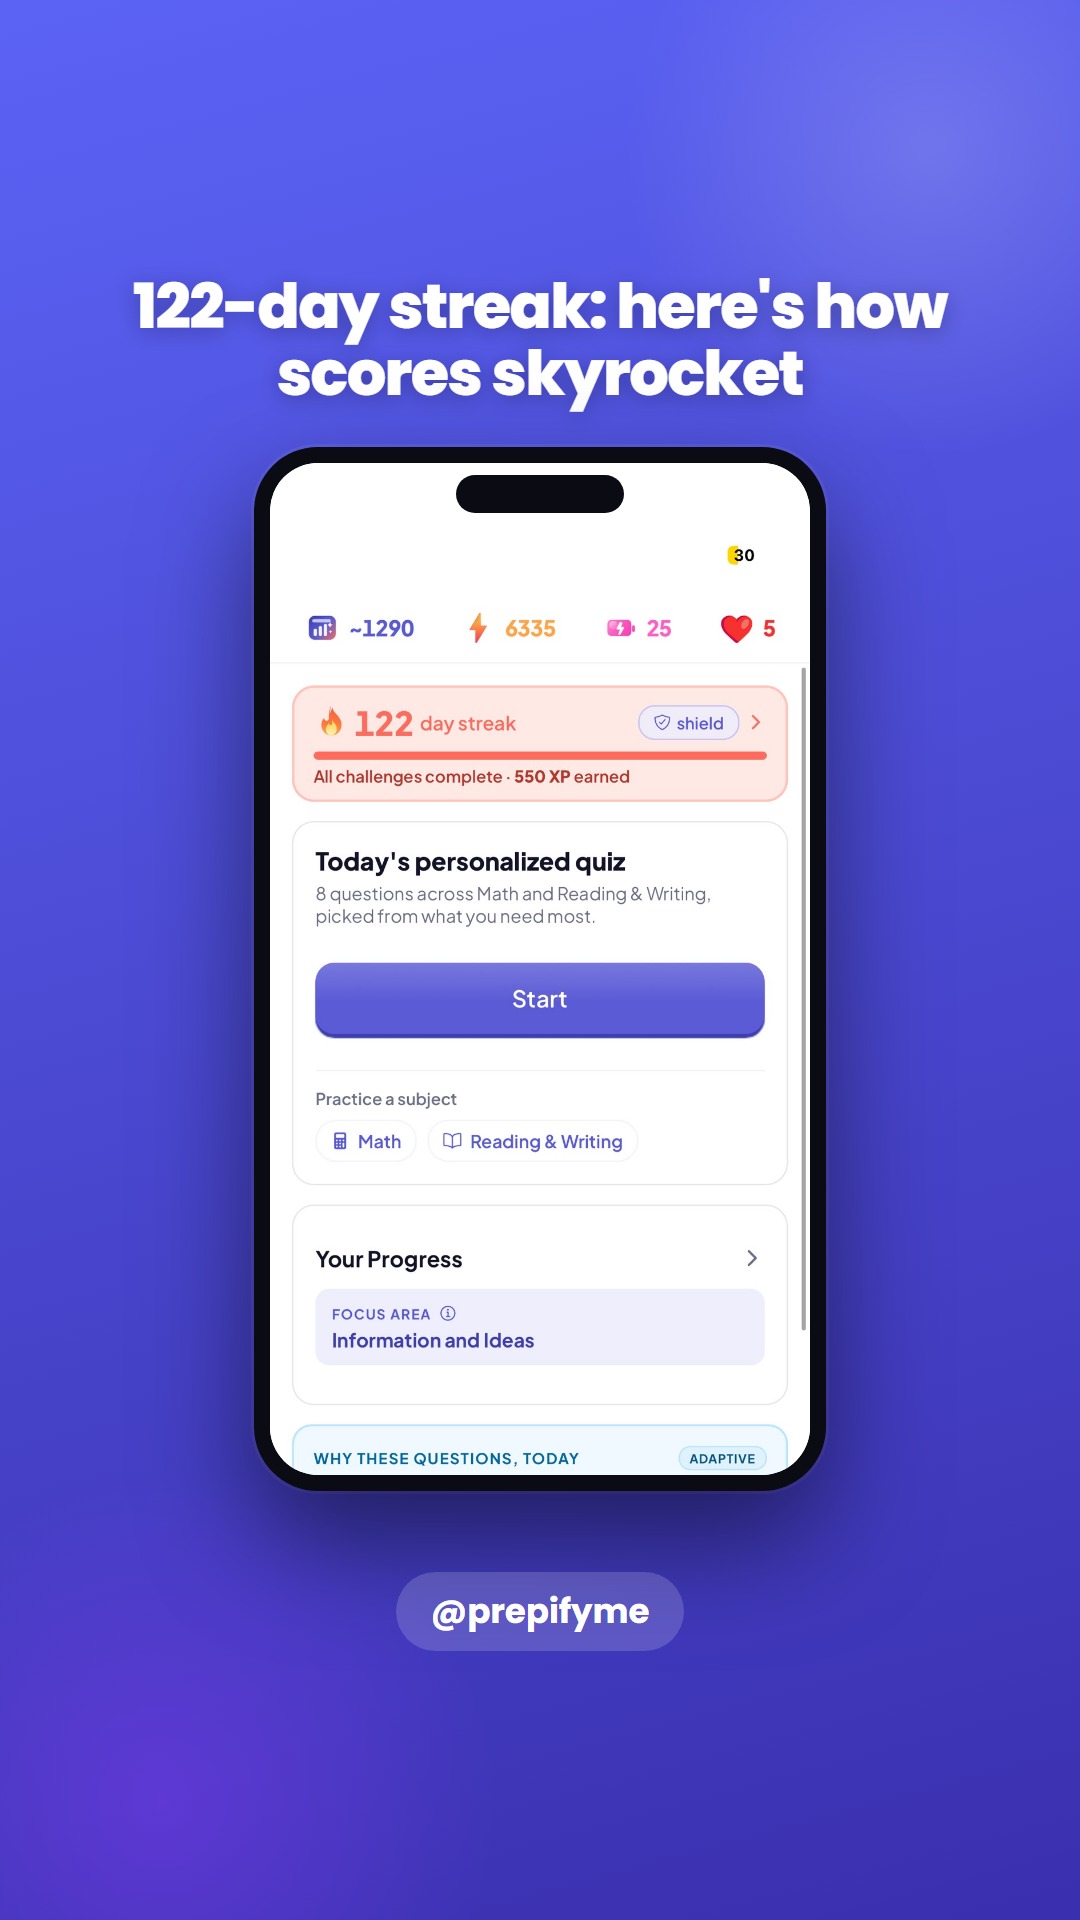 122-day streak: here's how
scores skyrocket
30
~1290 6335 25 5
122 day streak shield
All challenges complete · 550 XP earned
Today's personalized quiz
8 questions across Math and Reading & Writing,
picked from what you need most.
Start
Practice a subject
Math Reading & Writing
Your Progress
FOCUS AREA
Information and Ideas
WHY THESE QUESTIONS, TODAY ADAPTIVE
@prepifyme